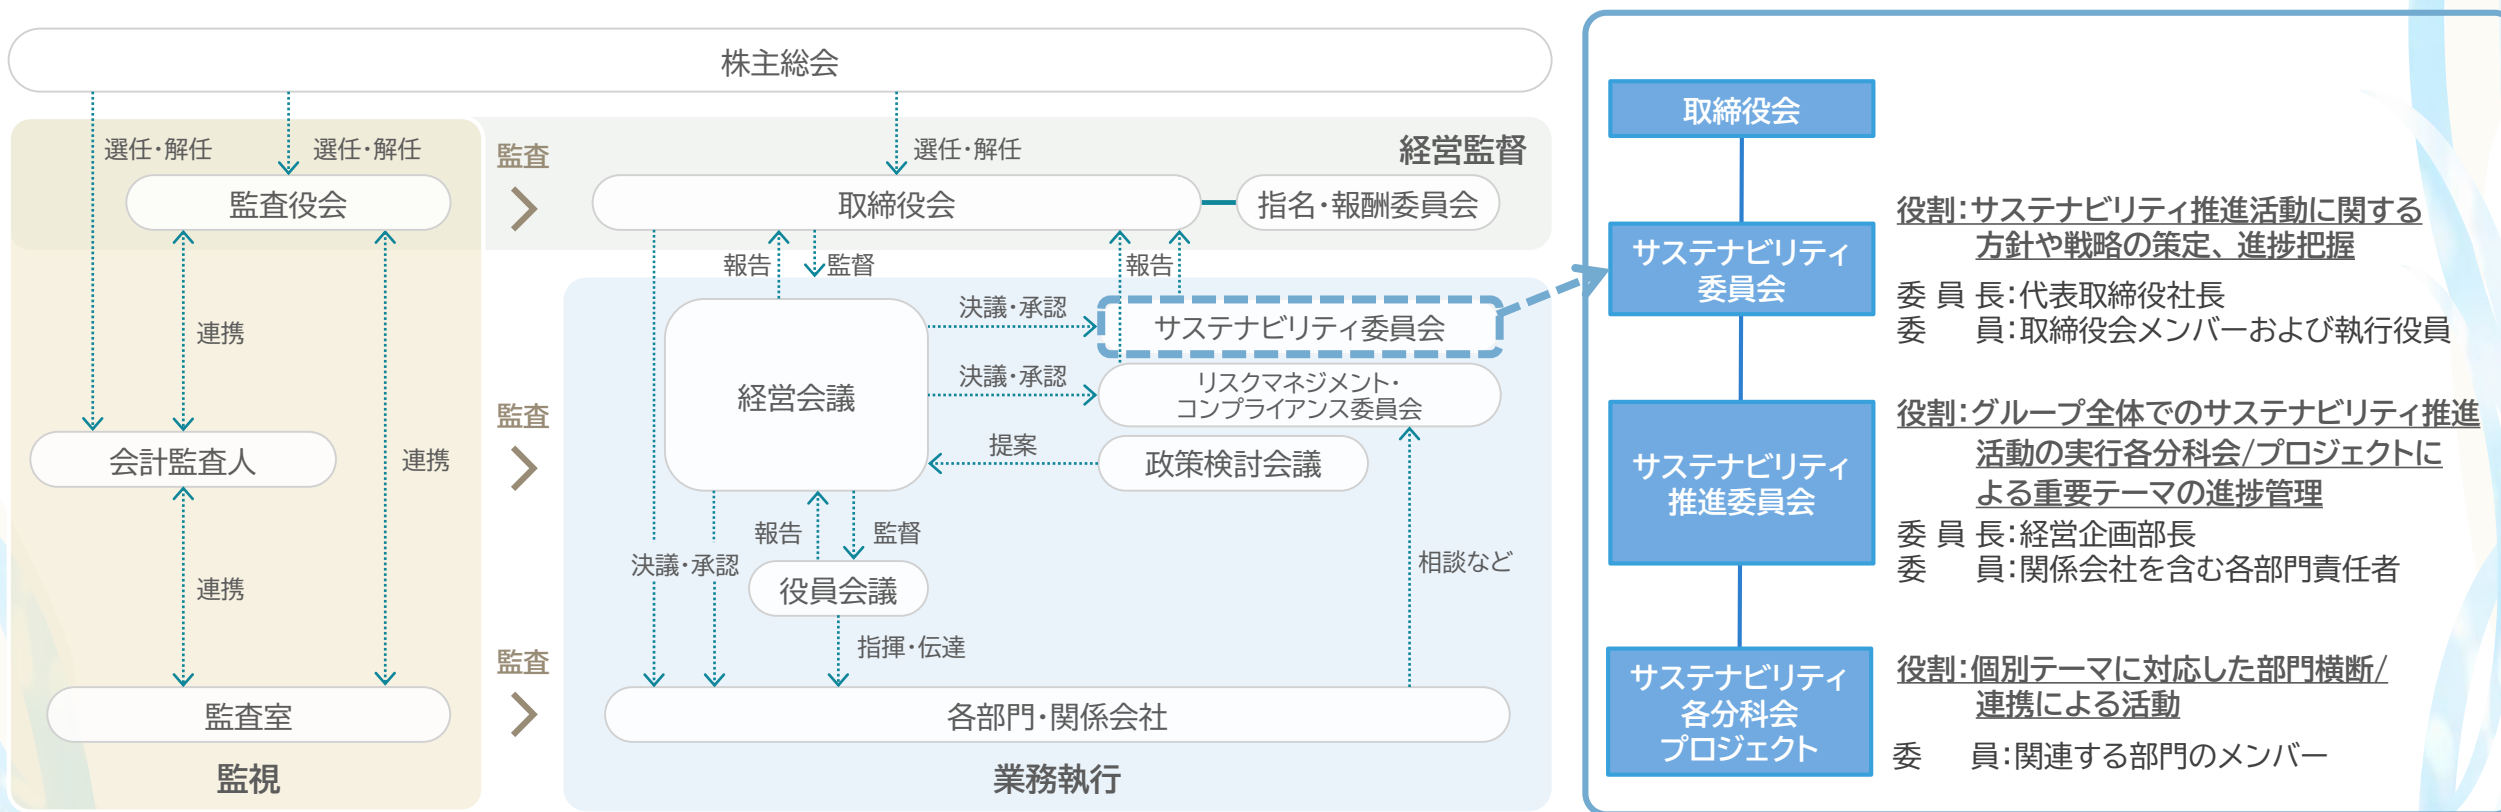 株主総会
選任・解任
選任・解任
選任・解任
監査
経営監督
監査役会
取締役会
指名・報酬委員会
報告
監督
報告
連携
決議・承認
サステナビリティ委員会
経営会議
決議・承認
リスクマネジメント・
コンプライアンス委員会
監査
会計監査人
連携
提案
政策検討会議
報告
監督
決議・承認
相談など
連携
役員会議
指揮・伝達
監査
監査室
各部門・関係会社
監視
業務執行
取締役会
サステナビリティ
委員会
役割：サステナビリティ推進活動に関する
方針や戦略の策定、進捗把握
委 員 長：代表取締役社長
委　　員：取締役会メンバーおよび執行役員
サステナビリティ
推進委員会
役割：グループ全体でのサステナビリティ推進
活動の実行各分科会/プロジェクトに
よる重要テーマの進捗管理
委 員 長：経営企画部長
委　　員：関係会社を含む各部門責任者
サステナビリティ
各分科会
プロジェクト
役割：個別テーマに対応した部門横断/
連携による活動
委　　員：関連する部門のメンバー